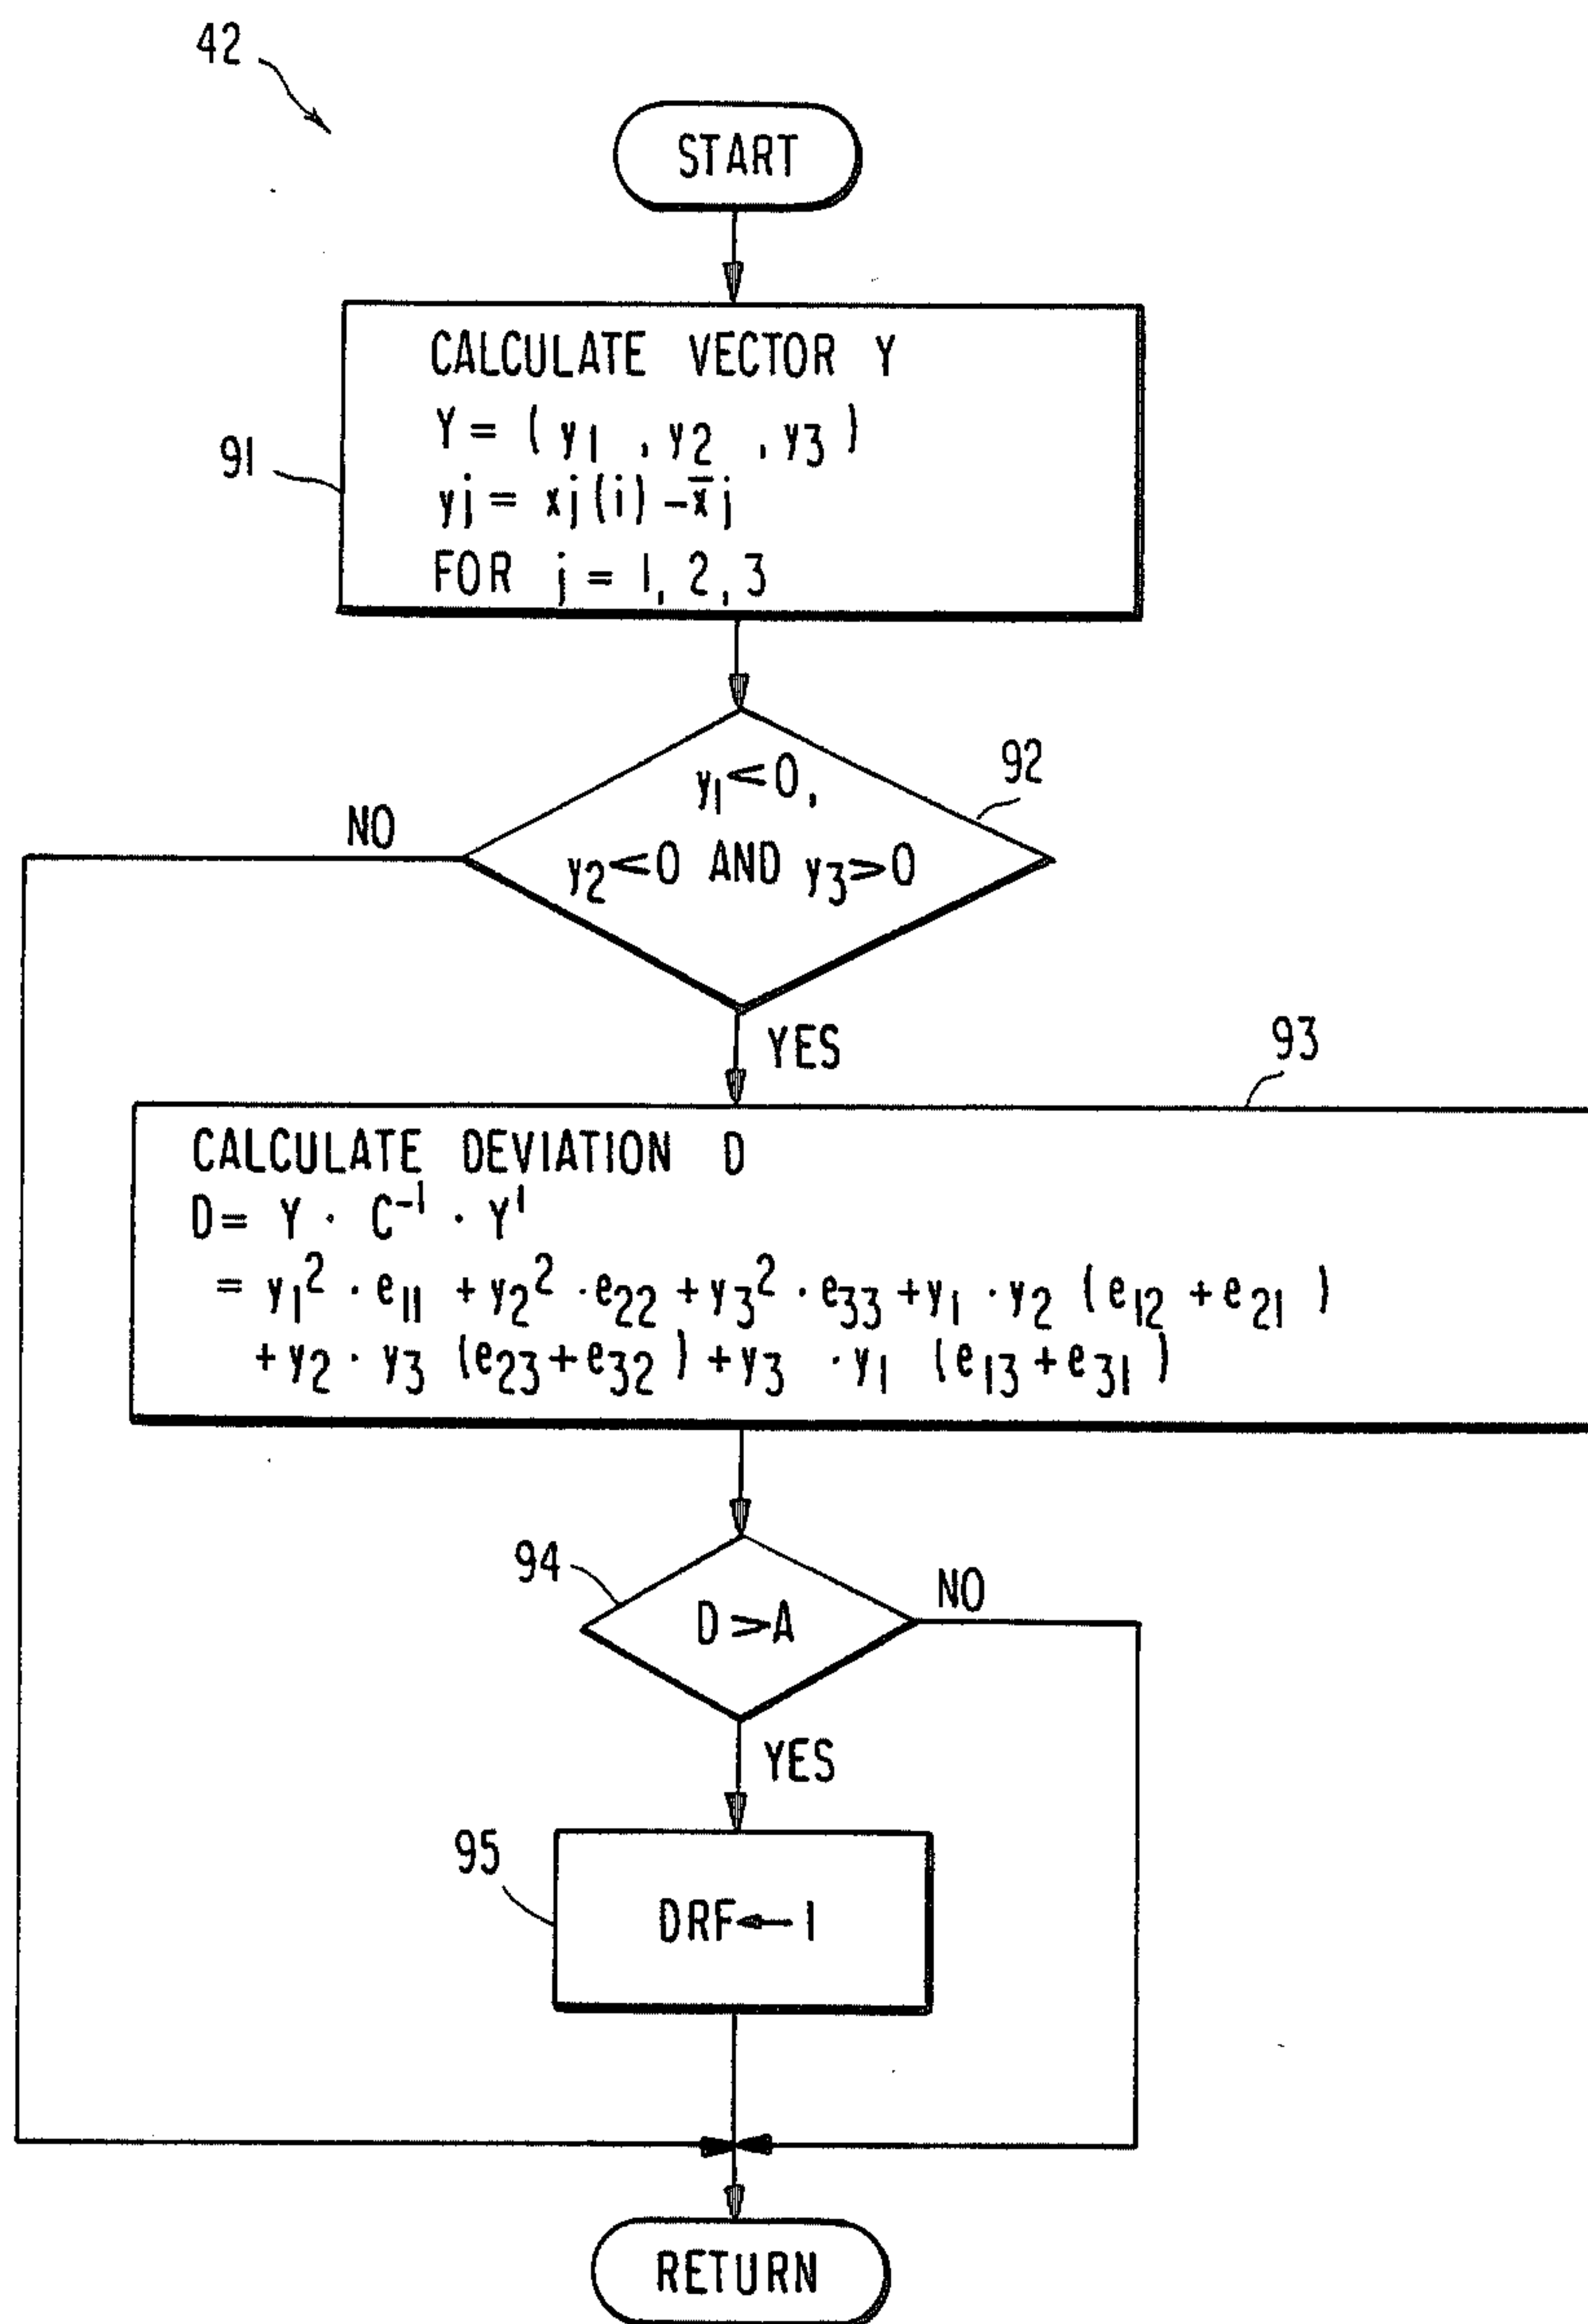 42
START
CALCULATE VECTOR Y
Y = ( y1 , y2 , y3 )
yj = xj (i) – x̄j
FOR j = 1, 2, 3
91
y1<0,
y2<0 AND y3>0
92
NO
YES
93
CALCULATE DEVIATION D
D = Y · C⁻¹ · Y'
= y1² · e11 + y2² · e22 + y3² · e33 + y1 · y2 (e12 + e21 )
+ y2 · y3 (e23 + e32 ) + y3 · y1 (e13 + e31 )
94
D > A
NO
YES
95
DRF ← 1
RETURN